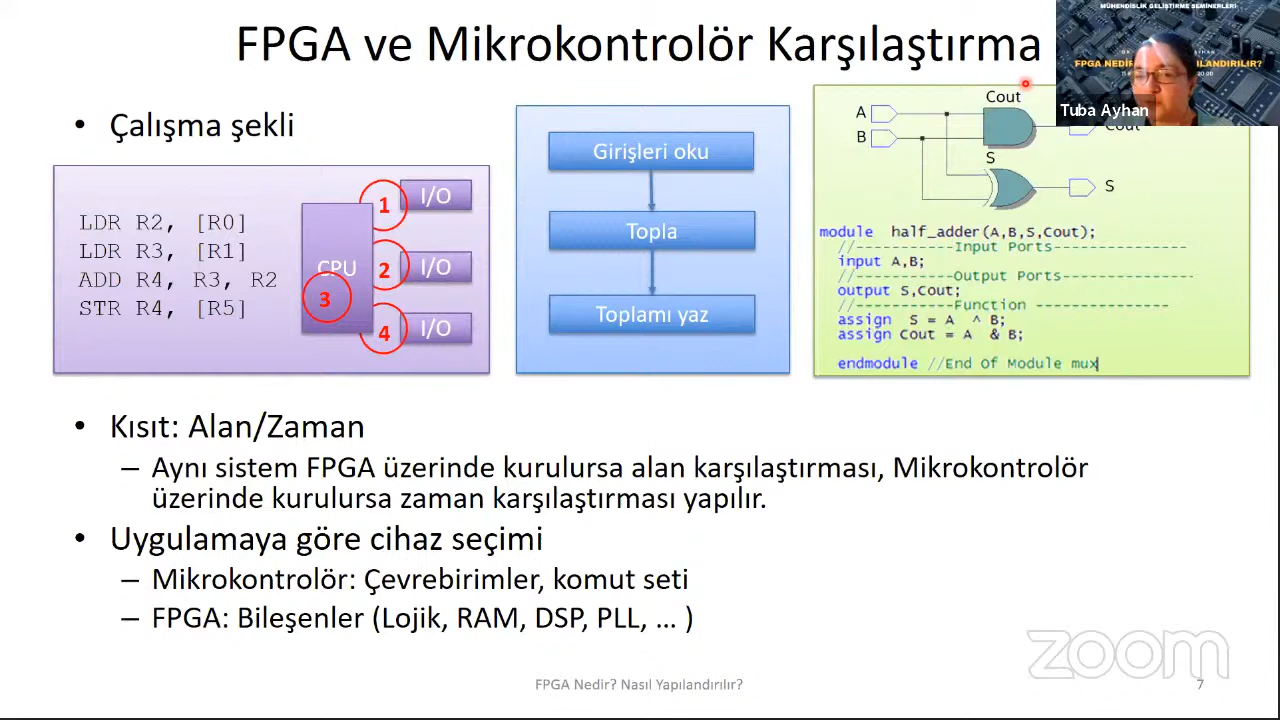 FPGA ve Mikrokontrolör Karşılaştırma
MÜHENDİSLİK GELİŞTİRME SEMİNERLERİ
FPGA NEDİR
ILANDIRILIR?
Tuba Ayhan
• Çalışma şekli
LDR R2, [R0]
LDR R3, [R1]
ADD R4, R3, R2
STR R4, [R5]
CPU
1
I/O
2
I/O
3
4
I/O
Girişleri oku
Topla
Toplamı yaz
Cout
A
B
Cout
S
S
module half_adder(A,B,S,Cout);
//-----------Input Ports---------------
input A,B;
//-----------Output Ports---------------
output S,Cout;
//-----------Function ---------------
assign S = A ^ B;
assign Cout = A & B;
endmodule //End Of Module mux
• Kısıt: Alan/Zaman
– Aynı sistem FPGA üzerinde kurulursa alan karşılaştırması, Mikrokontrolör
üzerinde kurulursa zaman karşılaştırması yapılır.
• Uygulamaya göre cihaz seçimi
– Mikrokontrolör: Çevrebirimler, komut seti
– FPGA: Bileşenler (Lojik, RAM, DSP, PLL, … )
zoom
FPGA Nedir? Nasıl Yapılandırılır?
7